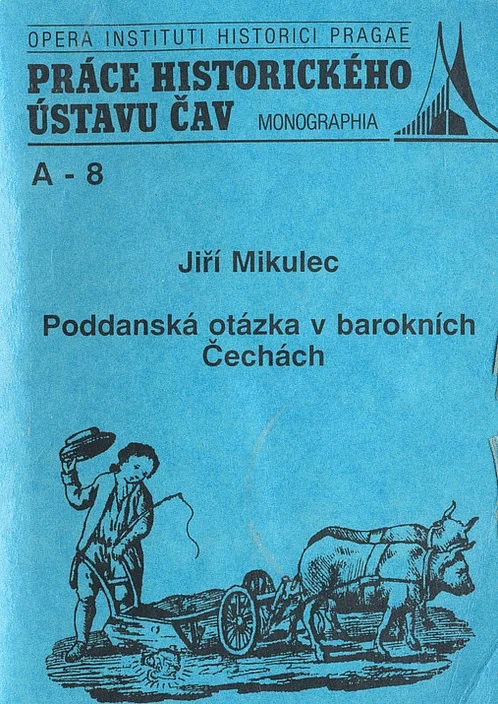 OPERA INSTITUTI HISTORICI PRAGAE
PRÁCE HISTORICKÉHO
ÚSTAVU ČAV MONOGRAPHIA
A - 8
Jiří Mikulec
Poddanská otázka v barokních
Čechách